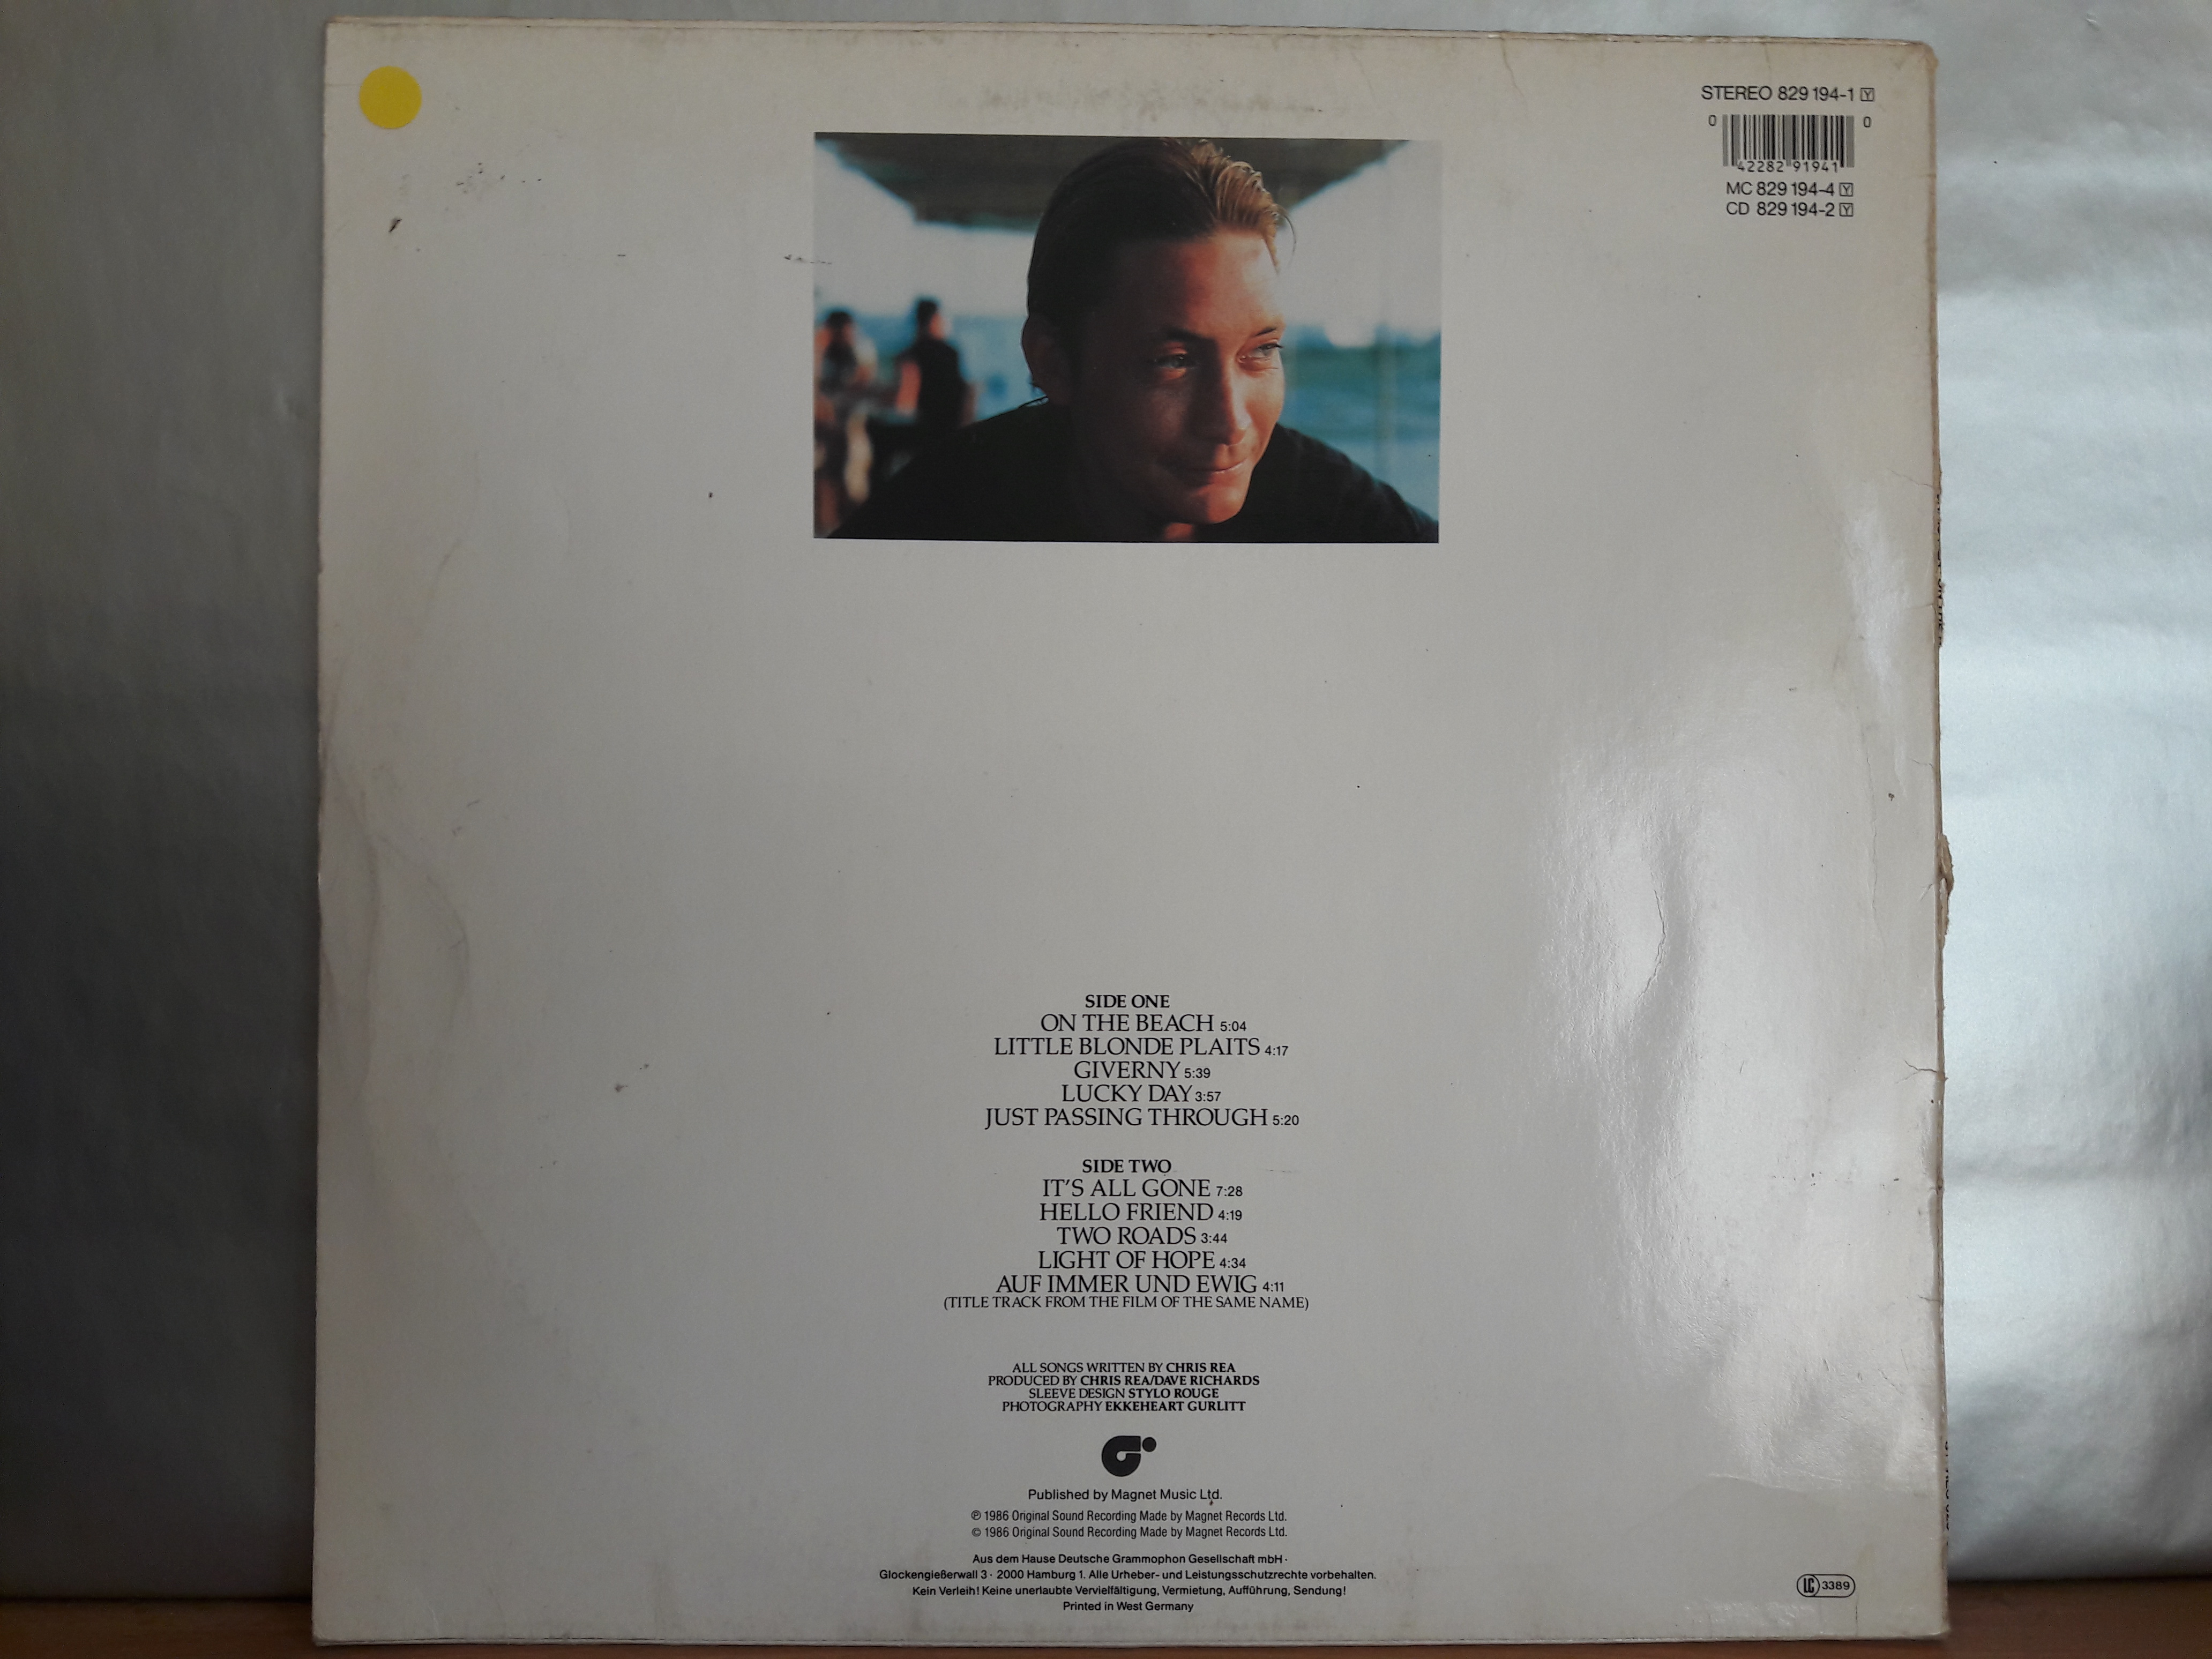 STEREO 829 194-1 Y
0 42282 91941 0
MC 829 194-4 Y
CD 829 194-2 Y
SIDE ONE
ON THE BEACH 5:04
LITTLE BLONDE PLAITS 4:17
GIVERNY 5:39
LUCKY DAY 3:57
JUST PASSING THROUGH 5:20
SIDE TWO
IT'S ALL GONE 7:28
HELLO FRIEND 4:19
TWO ROADS 3:44
LIGHT OF HOPE 4:34
AUF IMMER UND EWIG 4:11
(TITLE TRACK FROM THE FILM OF THE SAME NAME)
ALL SONGS WRITTEN BY CHRIS REA
PRODUCED BY CHRIS REA/DAVE RICHARDS
SLEEVE DESIGN STYLO ROUGE
PHOTOGRAPHY EKKEHEART GURLITT
Published by Magnet Music Ltd.
℗ 1986 Original Sound Recording Made by Magnet Records Ltd.
© 1986 Original Sound Recording Made by Magnet Records Ltd.
Aus dem Hause Deutsche Grammophon Gesellschaft mbH ·
Glockengießerwall 3 · 2000 Hamburg 1. Alle Urheber- und Leistungsschutzrechte vorbehalten.
Kein Verleih! Keine unerlaubte Vervielfältigung, Vermietung, Aufführung, Sendung!
Printed in West Germany
LC 3389